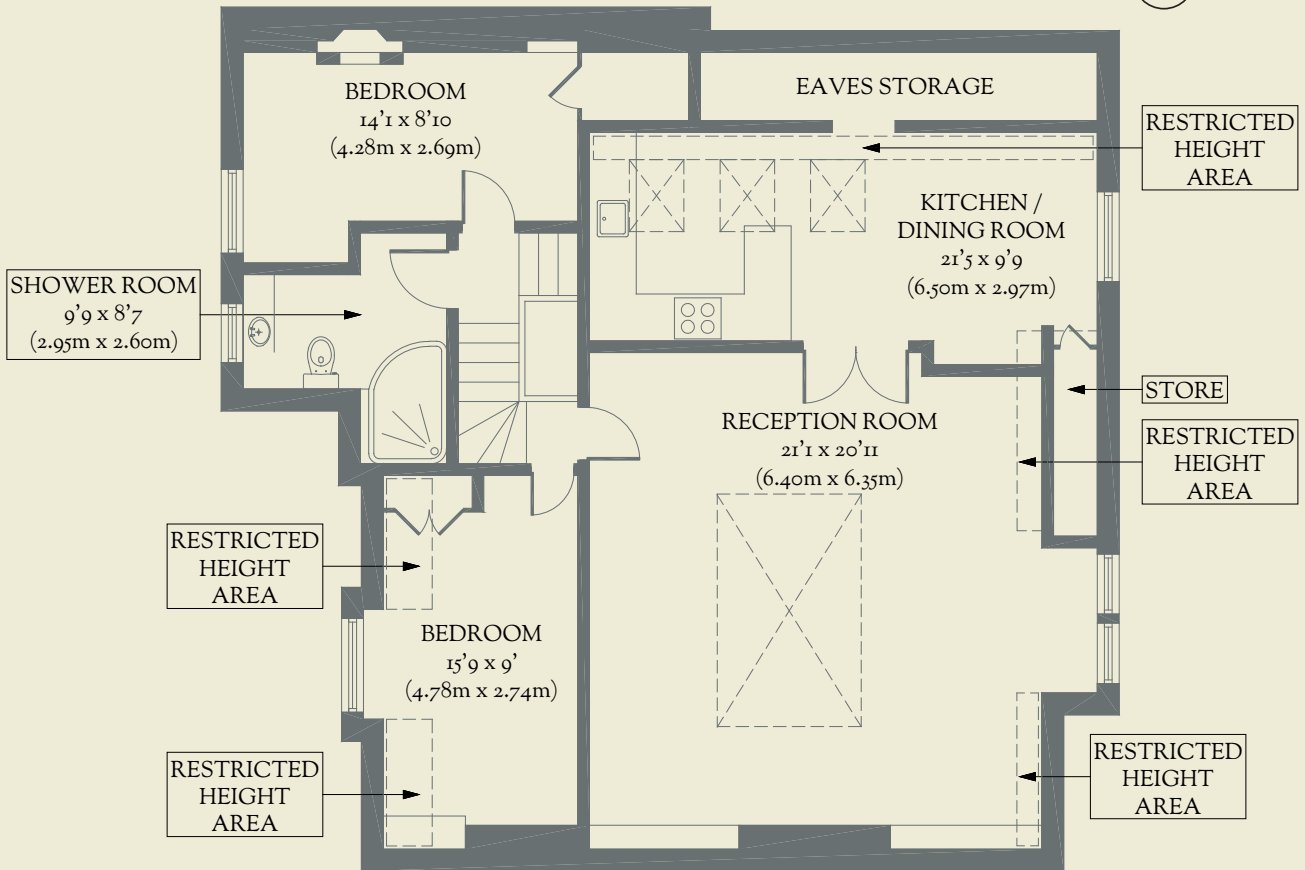 BEDROOM
14'1 x 8'10
(4.28m x 2.69m)
EAVES STORAGE
RESTRICTED
HEIGHT
AREA
KITCHEN /
DINING ROOM
21'5 x 9'9
(6.50m x 2.97m)
SHOWER ROOM
9'9 x 8'7
(2.95m x 2.60m)
STORE
RECEPTION ROOM
21'1 x 20'11
(6.40m x 6.35m)
RESTRICTED
HEIGHT
AREA
RESTRICTED
HEIGHT
AREA
BEDROOM
15'9 x 9'
(4.78m x 2.74m)
RESTRICTED
HEIGHT
AREA
RESTRICTED
HEIGHT
AREA